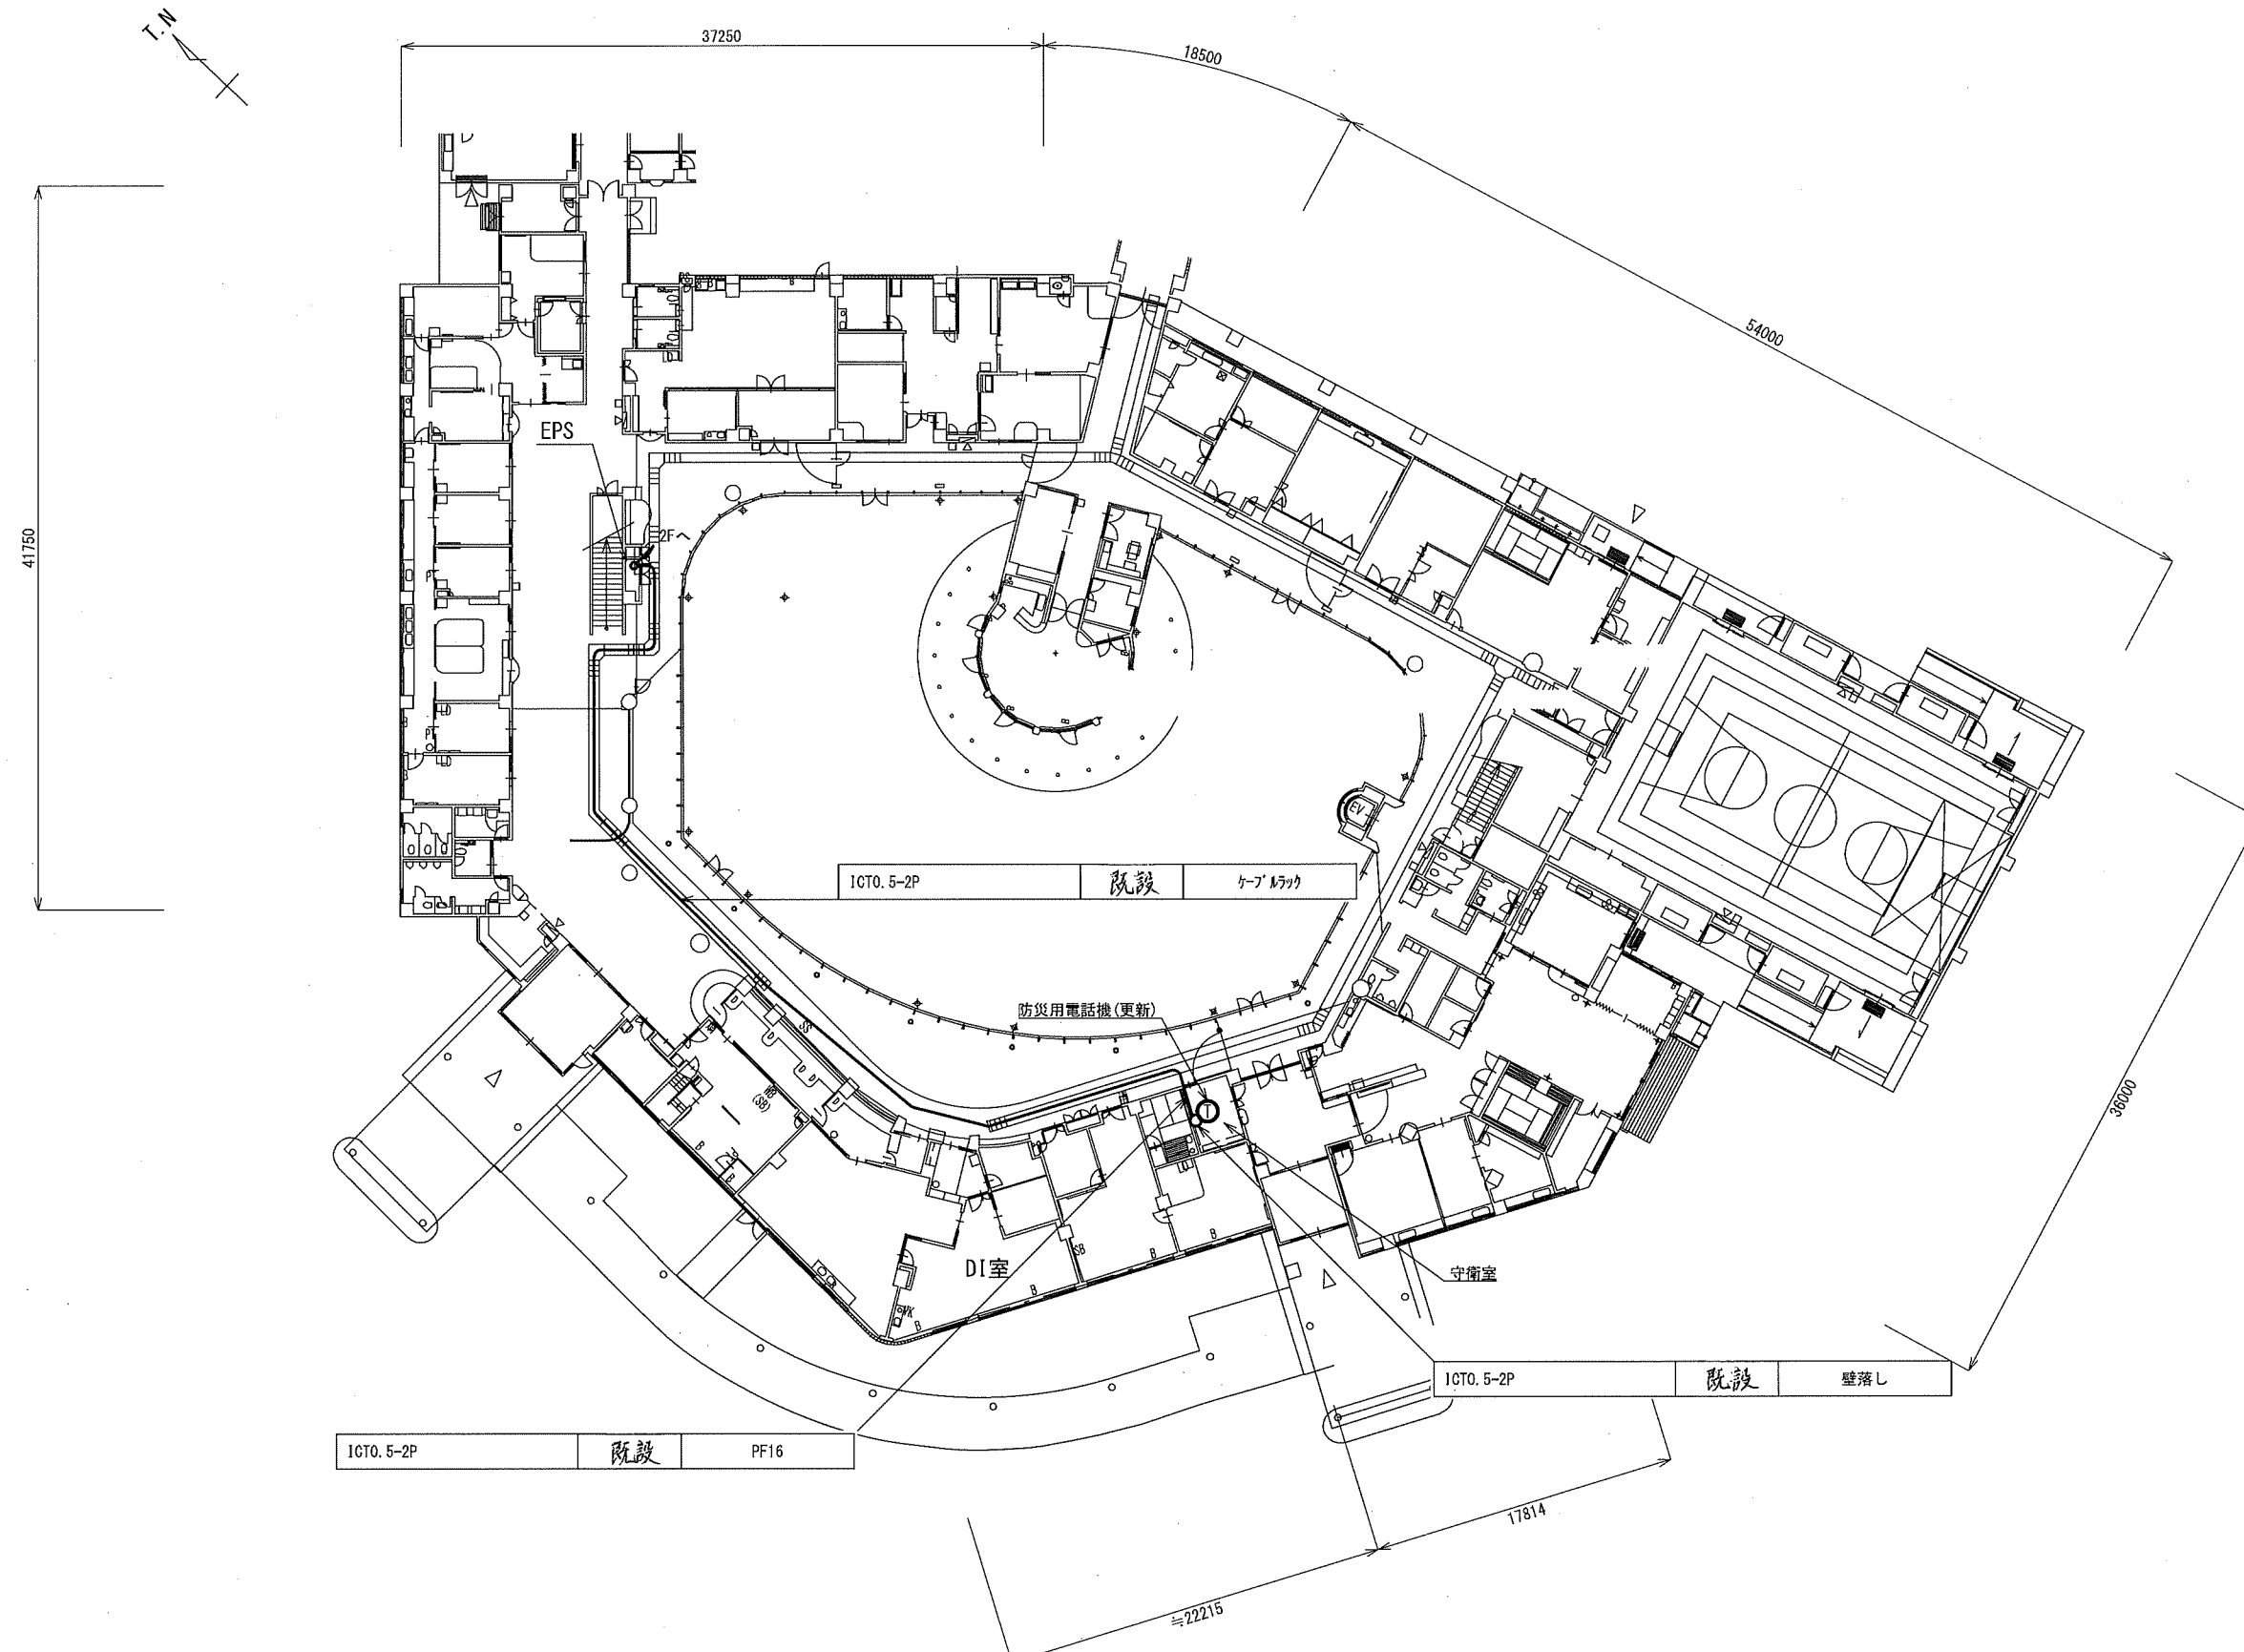 T.N
37250
18500
54000
41750
EPS
2Fへ
EV
ICT0.5-2P 既設 ケーブルラック
防災用電話機(更新)
SS
WB
(SB)
T
DI室
SB
守衛室
36000
ICT0.5-2P 既設 壁落し
ICT0.5-2P 既設 PF16
17814
≒22215